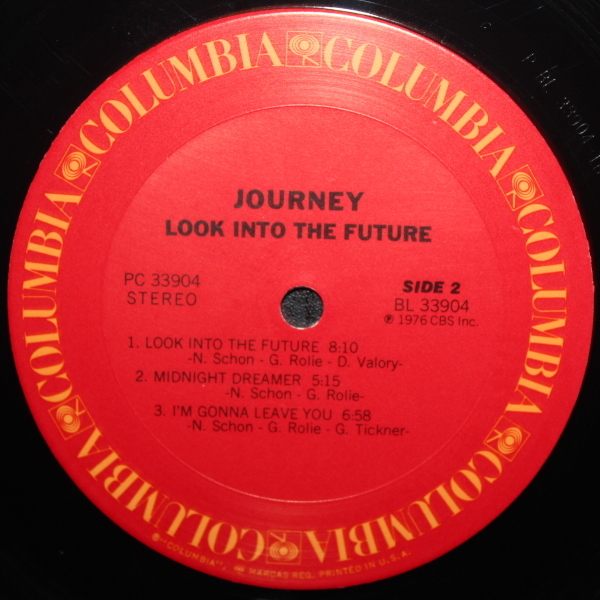 COLUMBIA COLUMBIA COLUMBIA COLUMBIA COLUMBIA COLUMBIA COLUMBIA
JOURNEY
LOOK INTO THE FUTURE
PC 33904
STEREO
SIDE 2
BL 33904
℗ 1976 CBS Inc.
1. LOOK INTO THE FUTURE 8:10
-N. Schon - G. Rolie - D. Valory-
2. MIDNIGHT DREAMER 5:15
-N. Schon - G. Rolie-
3. I'M GONNA LEAVE YOU 6:58
-N. Schon - G. Rolie - G. Tickner-
"COLUMBIA", MARCAS REG. PRINTED IN U.S.A.
P BL 33904